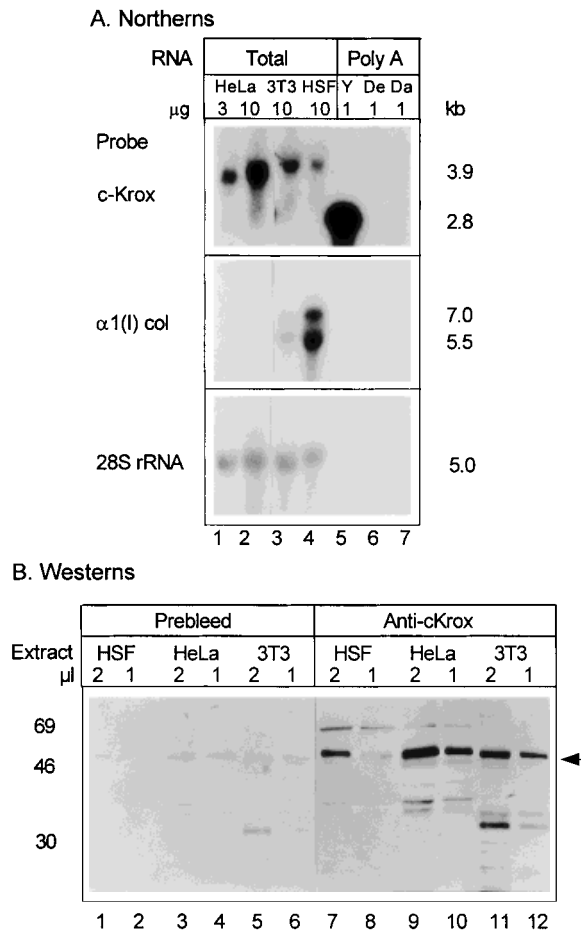 A. Northerns
RNA Total Poly A
HeLa 3T3 HSF Y De Da
µg 3 10 10 10 1 1 1 kb
Probe
3.9
c-Krox
2.8
7.0
α1(I) col
5.5
28S rRNA 5.0
1 2 3 4 5 6 7
B. Westerns
Prebleed Anti-cKrox
Extract HSF HeLa 3T3 HSF HeLa 3T3
µl 2 1 2 1 2 1 2 1 2 1 2 1
69
46
30
1 2 3 4 5 6 7 8 9 10 11 12